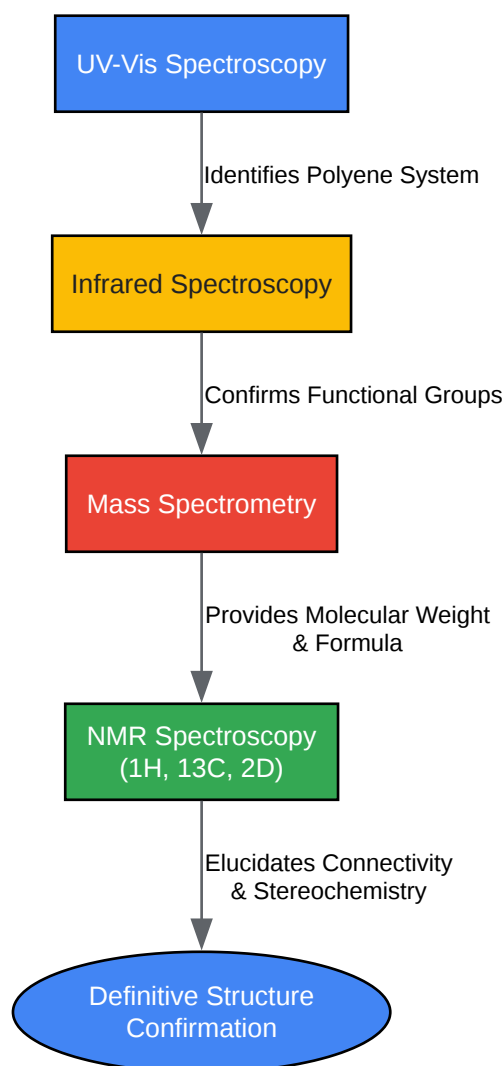 UV-Vis Spectroscopy
Identifies Polyene System
Infrared Spectroscopy
Confirms Functional Groups
Mass Spectrometry
Provides Molecular Weight
& Formula
NMR Spectroscopy
(1H, 13C, 2D)
Elucidates Connectivity
& Stereochemistry
Definitive Structure
Confirmation